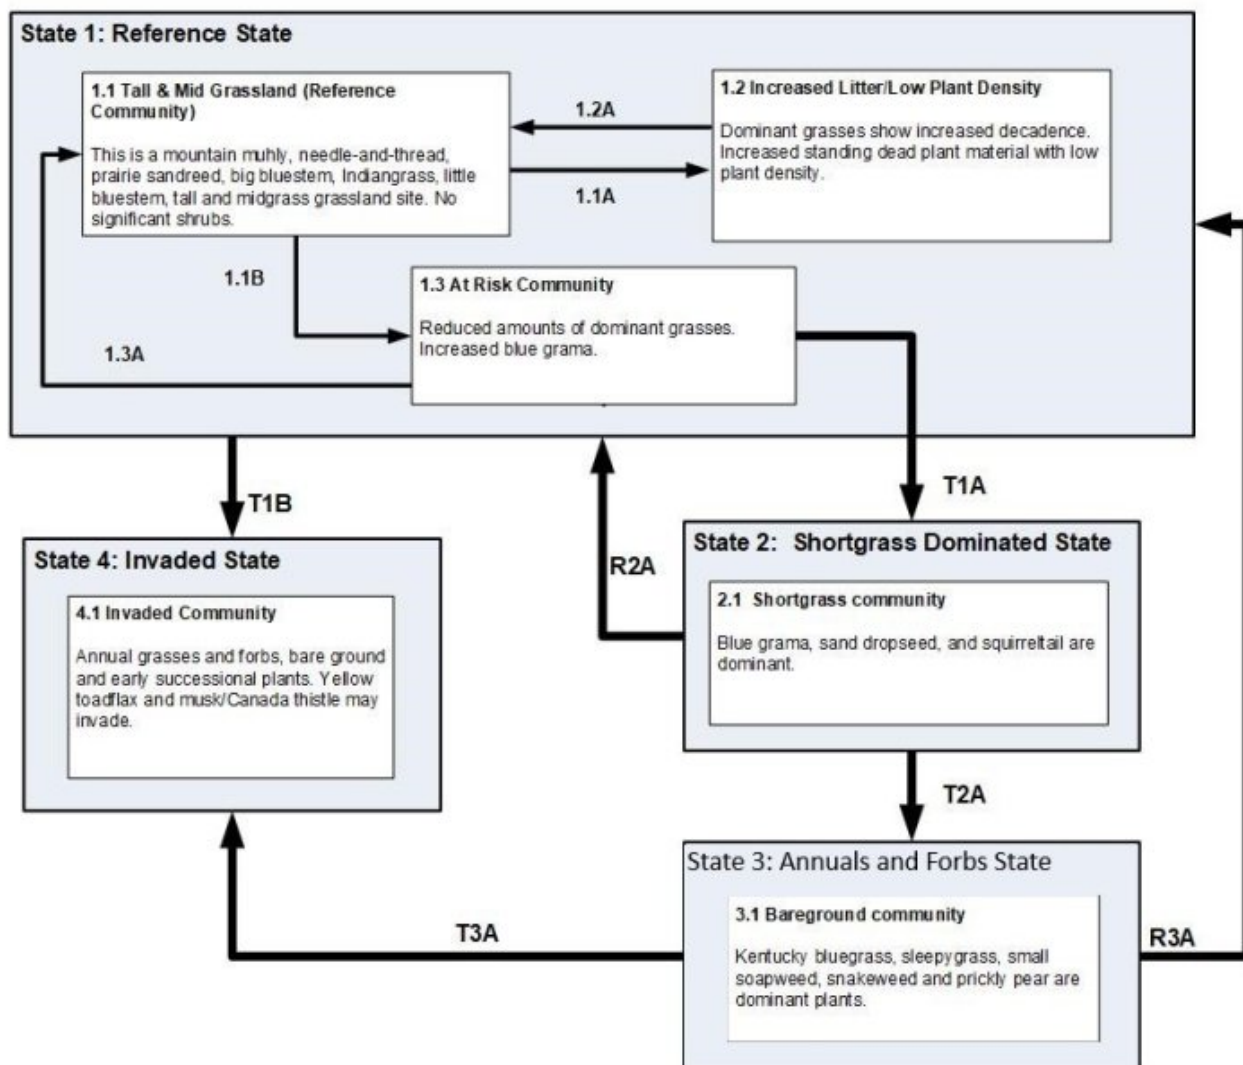 State 1: Reference State
1.1 Tall & Mid Grassland (Reference
Community)
This is a mountain muhly, needle-and-thread,
prairie sandreed, big bluestem, Indiangrass, little
bluestem, tall and midgrass grassland site. No
significant shrubs.
1.2A
1.1A
1.2 Increased Litter/Low Plant Density
Dominant grasses show increased decadence.
Increased standing dead plant material with low
plant density.
1.1B
1.3A
1.3 At Risk Community
Reduced amounts of dominant grasses.
Increased blue grama.
T1B
R2A
T1A
State 4: Invaded State
4.1 Invaded Community
Annual grasses and forbs, bare ground
and early successional plants. Yellow
toadflax and musk/Canada thistle may
invade.
State 2: Shortgrass Dominated State
2.1 Shortgrass community
Blue grama, sand dropseed, and squirreltail are
dominant.
T2A
State 3: Annuals and Forbs State
3.1 Bareground community
Kentucky bluegrass, sleepygrass, small
soapweed, snakeweed and prickly pear are
dominant plants.
T3A
R3A